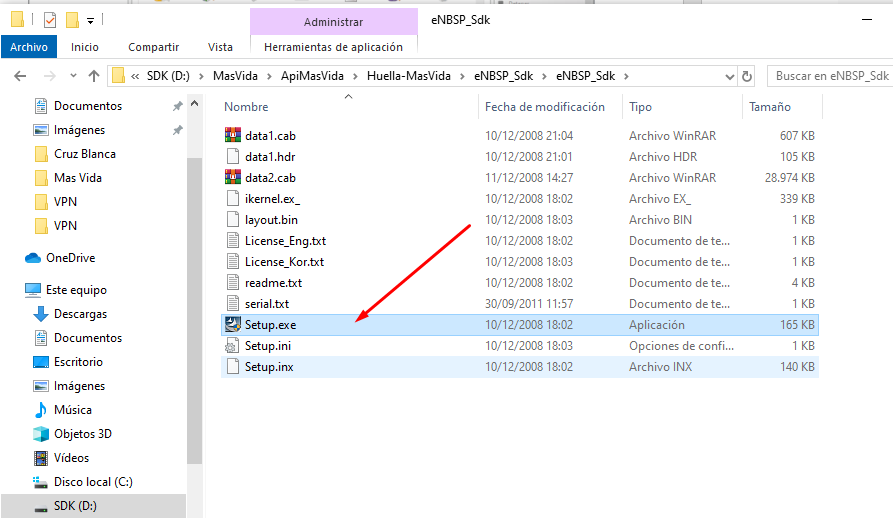 Administrar
eNBSP_Sdk
Archivo Inicio Compartir Vista Herramientas de aplicación
« SDK (D:) › MasVida › ApiMasVida › Huella-MasVida › eNBSP_Sdk › eNBSP_Sdk ›
Buscar en eNBSP_Sdk
Documentos
Imágenes
Cruz Blanca
Mas Vida
VPN
VPN
OneDrive
Este equipo
Descargas
Documentos
Escritorio
Imágenes
Música
Objetos 3D
Vídeos
Disco local (C:)
SDK (D:)
Nombre Fecha de modificación Tipo Tamaño
data1.cab 10/12/2008 21:04 Archivo WinRAR 607 KB
data1.hdr 10/12/2008 21:01 Archivo HDR 105 KB
data2.cab 11/12/2008 14:27 Archivo WinRAR 28.974 KB
ikernel.ex_ 10/12/2008 18:02 Archivo EX_ 339 KB
layout.bin 10/12/2008 18:03 Archivo BIN 1 KB
License_Eng.txt 10/12/2008 18:02 Documento de te... 1 KB
License_Kor.txt 10/12/2008 18:03 Documento de te... 1 KB
readme.txt 10/12/2008 18:02 Documento de te... 4 KB
serial.txt 30/09/2011 11:57 Documento de te... 1 KB
Setup.exe 10/12/2008 18:02 Aplicación 165 KB
Setup.ini 10/12/2008 18:03 Opciones de confi... 1 KB
Setup.inx 10/12/2008 18:02 Archivo INX 140 KB